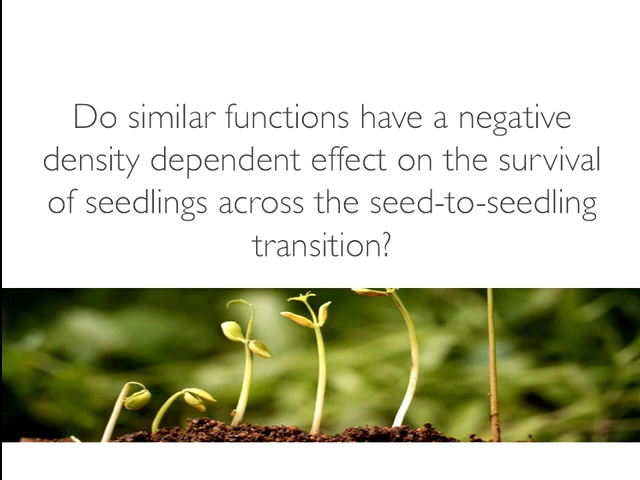 Do similar functions have a negative
density dependent effect on the survival
of seedlings across the seed-to-seedling
transition?